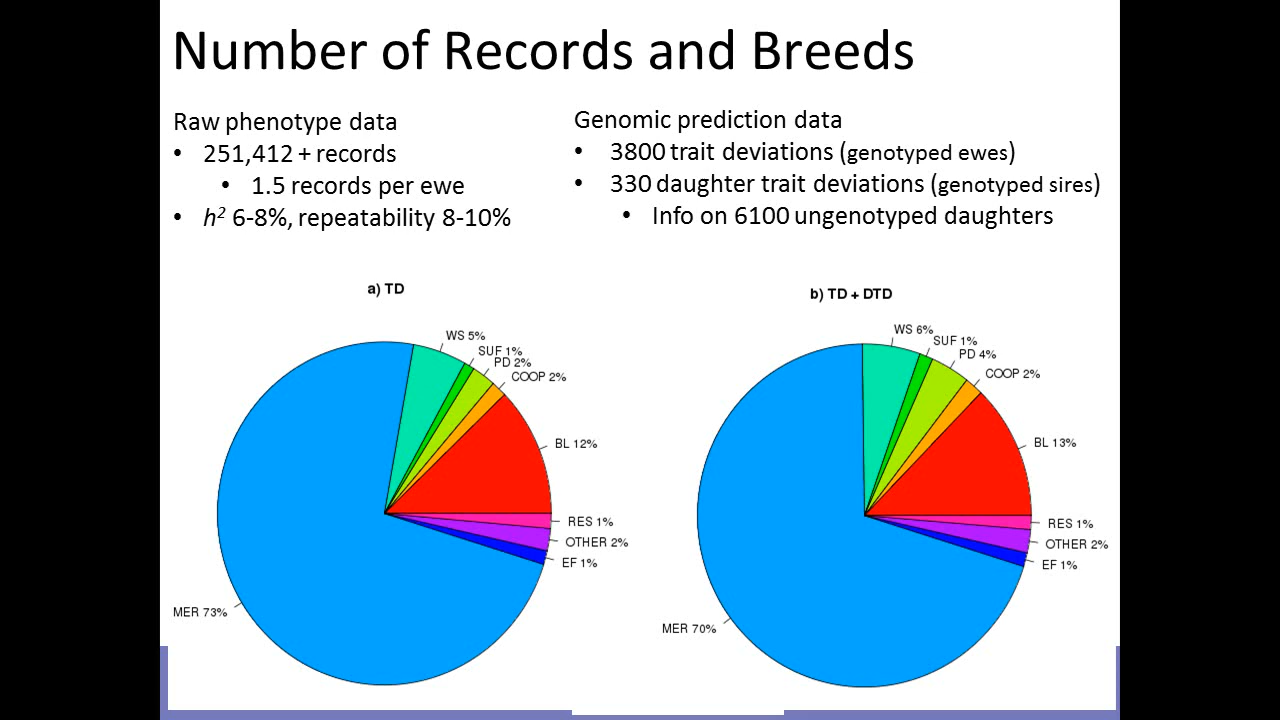 Number of Records and Breeds
Raw phenotype data
• 251,412 + records
• 1.5 records per ewe
• h² 6-8%, repeatability 8-10%
Genomic prediction data
• 3800 trait deviations (genotyped ewes)
• 330 daughter trait deviations (genotyped sires)
• Info on 6100 ungenotyped daughters
a) TD
WS 5%
SUF 1%
PD 2%
COOP 2%
BL 12%
RES 1%
OTHER 2%
EF 1%
MER 73%
b) TD + DTD
WS 6%
SUF 1%
PD 4%
COOP 2%
BL 13%
RES 1%
OTHER 2%
EF 1%
MER 70%